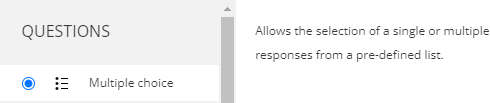 QUESTIONS
Multiple choice
Allows the selection of a single or multiple
responses from a pre-defined list.